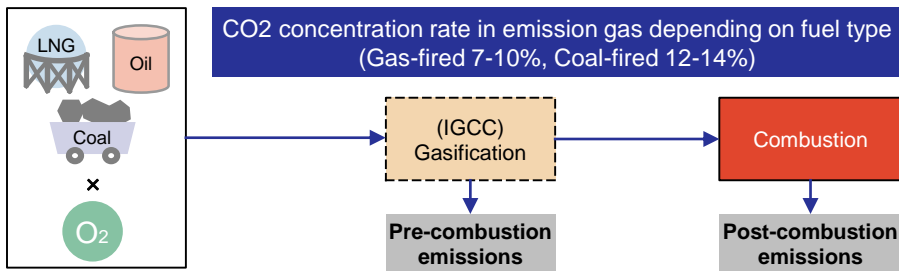 CO2 concentration rate in emission gas depending on fuel type
(Gas-fired 7-10%, Coal-fired 12-14%)
LNG
Oil
Coal
×
O2
(IGCC)
Gasification
Combustion
Pre-combustion
emissions
Post-combustion
emissions